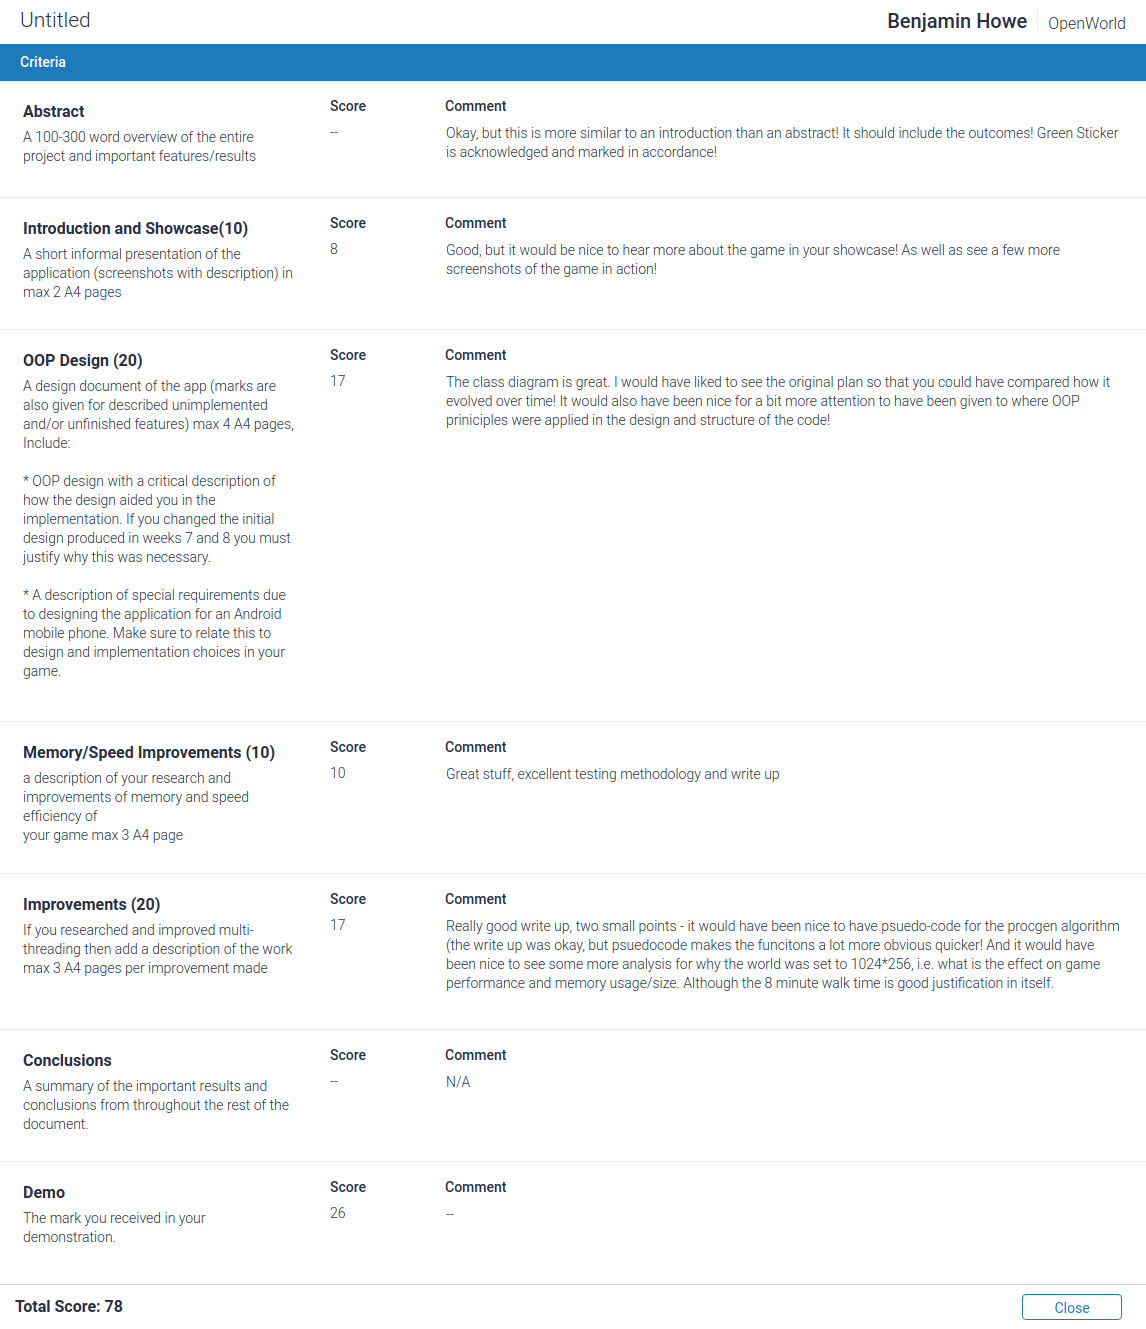 Untitled
Benjamin Howe
OpenWorld
Criteria
Abstract
A 100-300 word overview of the entire
project and important features/results
Score
--
Comment
Okay, but this is more similar to an introduction than an abstract! It should include the outcomes! Green Sticker
is acknowledged and marked in accordance!
Introduction and Showcase(10)
A short informal presentation of the
application (screenshots with description) in
max 2 A4 pages
Score
8
Comment
Good, but it would be nice to hear more about the game in your showcase! As well as see a few more
screenshots of the game in action!
OOP Design (20)
A design document of the app (marks are
also given for described unimplemented
and/or unfinished features) max 4 A4 pages,
Include:
* OOP design with a critical description of
how the design aided you in the
implementation. If you changed the initial
design produced in weeks 7 and 8 you must
justify why this was necessary.
* A description of special requirements due
to designing the application for an Android
mobile phone. Make sure to relate this to
design and implementation choices in your
game.
Score
17
Comment
The class diagram is great. I would have liked to see the original plan so that you could have compared how it
evolved over time! It would also have been nice for a bit more attention to have been given to where OOP
priniciples were applied in the design and structure of the code!
Memory/Speed Improvements (10)
a description of your research and
improvements of memory and speed
efficiency of
your game max 3 A4 page
Score
10
Comment
Great stuff, excellent testing methodology and write up
Improvements (20)
If you researched and improved multi-
threading then add a description of the work
max 3 A4 pages per improvement made
Score
17
Comment
Really good write up, two small points - it would have been nice to have psuedo-code for the procgen algorithm
(the write up was okay, but psuedocode makes the funcitons a lot more obvious quicker! And it would have
been nice to see some more analysis for why the world was set to 1024*256, i.e. what is the effect on game
performance and memory usage/size. Although the 8 minute walk time is good justification in itself.
Conclusions
A summary of the important results and
conclusions from throughout the rest of the
document.
Score
--
Comment
N/A
Demo
The mark you received in your
demonstration.
Score
26
Comment
--
Total Score: 78
Close